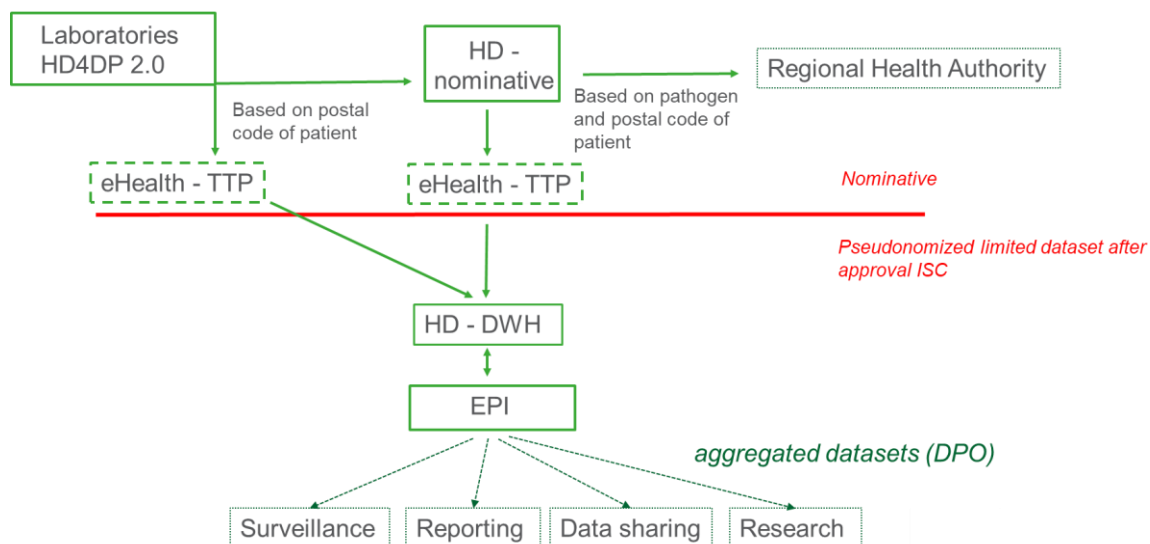 Laboratories
HD4DP 2.0
HD -
nominative
Regional Health Authority
Based on postal
code of patient
Based on pathogen
and postal code of
patient
eHealth - TTP
eHealth - TTP
Nominative
Pseudonomized limited dataset after
approval ISC
HD - DWH
EPI
aggregated datasets (DPO)
Surveillance
Reporting
Data sharing
Research